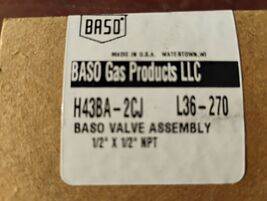 BASO
MADE IN U.S.A. WATERTOWN, WI
BASO Gas Products LLC
H43BA-2CJ L36-270
BASO VALVE ASSEMBLY
1/2" X 1/2" NPT